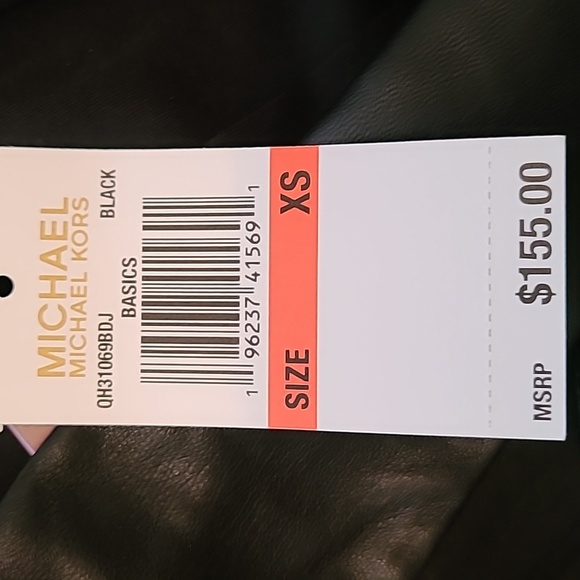 MICHAEL
MICHAEL KORS
QH31069BDJ BLACK
BASICS
1 96237 41569 1
SIZE XS
MSRP $155.00